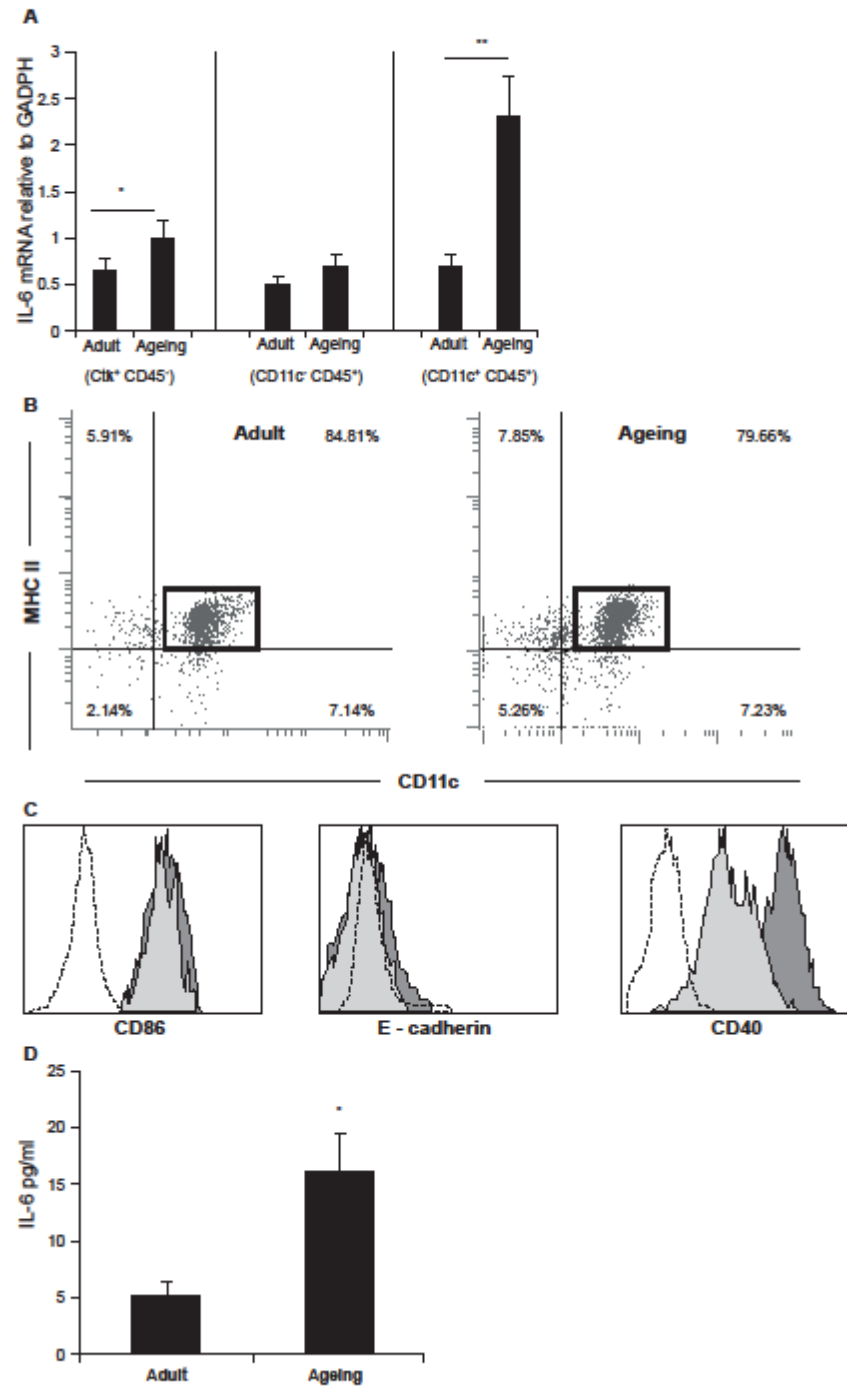 A
IL-6 mRNA relative to GADPH
3
2.5
2
1.5
1
0.5
0
*
**
Adult Ageing Adult Ageing Adult Ageing
(Ctk⁺ CD45⁻) (CD11c⁻ CD45⁺) (CD11c⁺ CD45⁺)
B
5.91% Adult 84.81%
7.85% Ageing 79.66%
MHC II
2.14% 7.14%
5.26% 7.23%
CD11c
C
CD86 E - cadherin CD40
D
IL-6 pg/ml
25
20
15
10
5
0
*
Adult Ageing